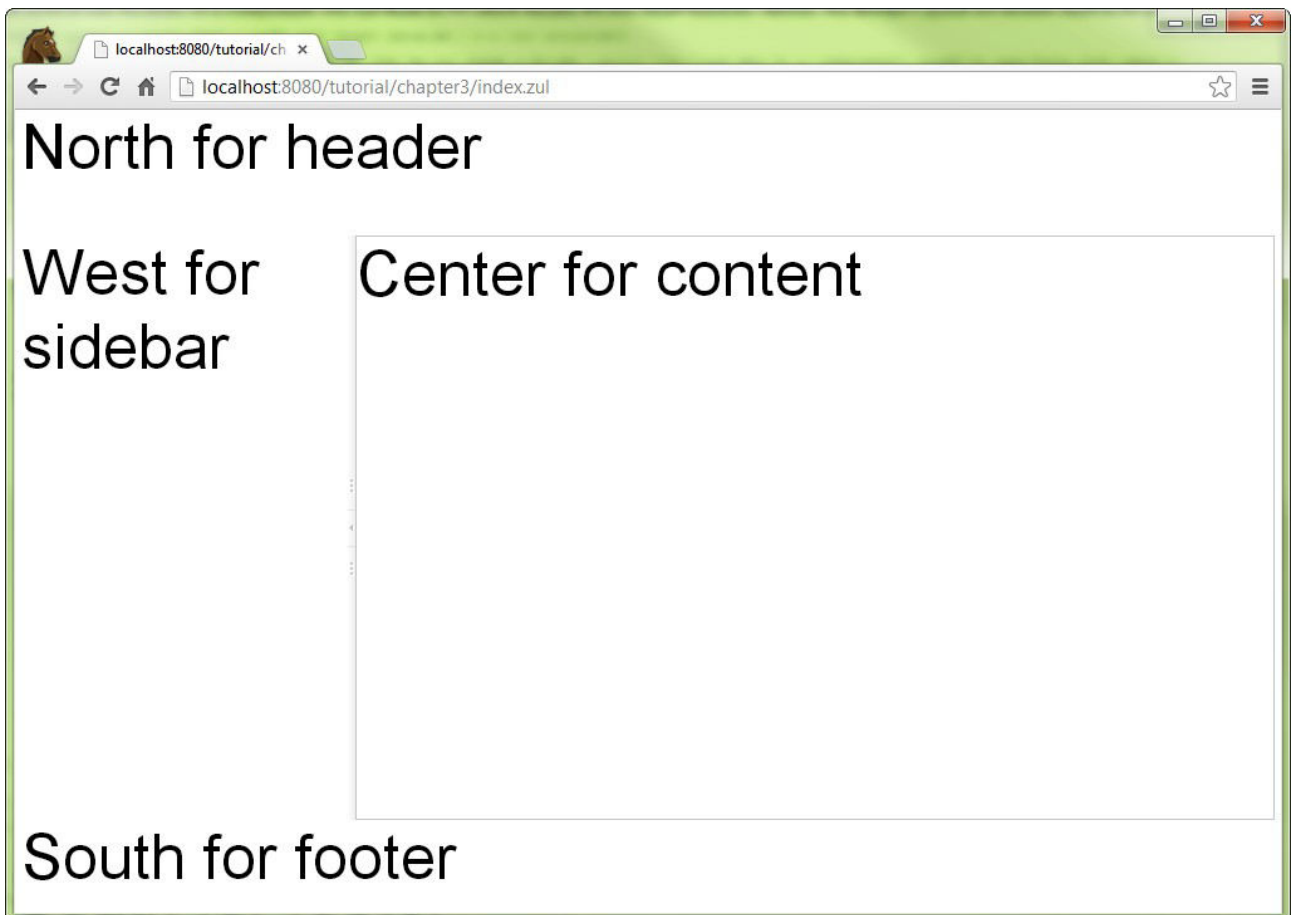 localhost:8080/tutorial/ch
localhost:8080/tutorial/chapter3/index.zul
North for header
West for
sidebar
Center for content
South for footer